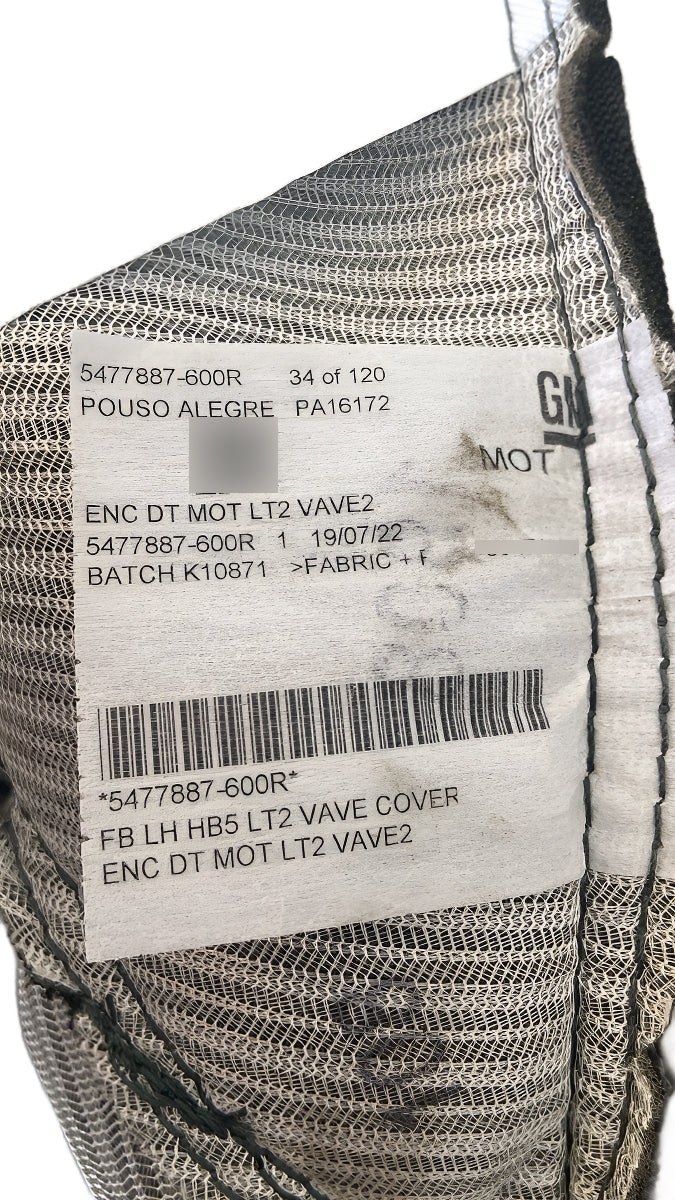 5477887-600R 34 of 120
POUSO ALEGRE PA16172
GM
MOT
ENC DT MOT LT2 VAVE2
5477887-600R 1 19/07/22
BATCH K10871 >FABRIC +
*5477887-600R*
FB LH HB5 LT2 VAVE COVER
ENC DT MOT LT2 VAVE2